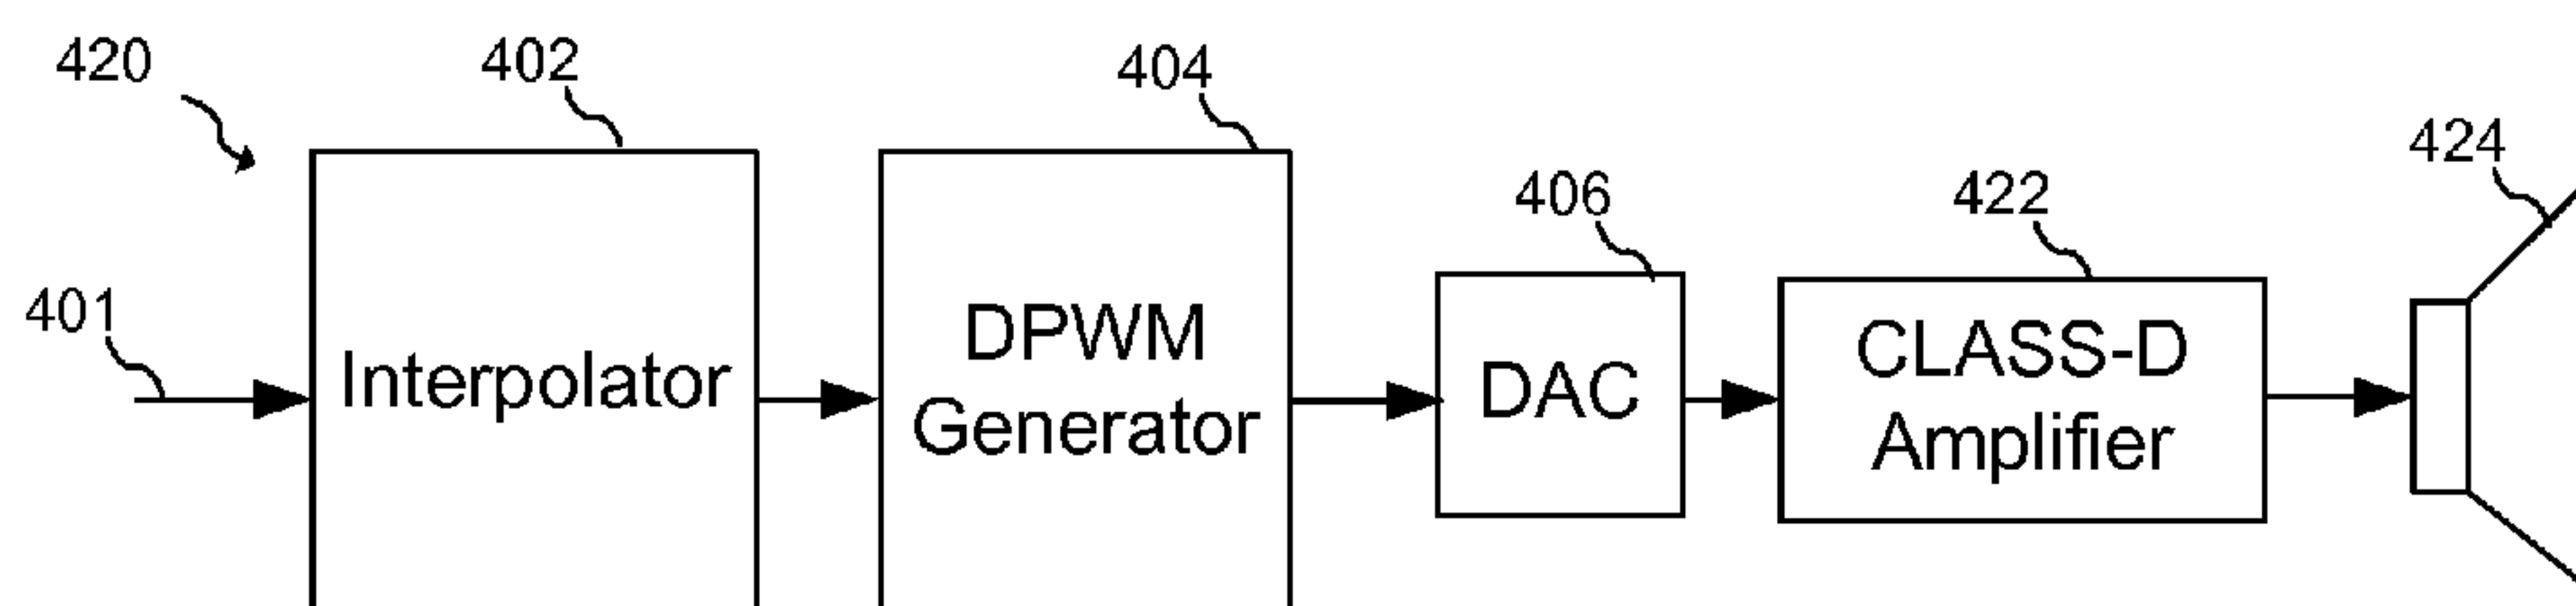 420
402
404
406
422
424
401
Interpolator
DPWM
Generator
DAC
CLASS-D
Amplifier